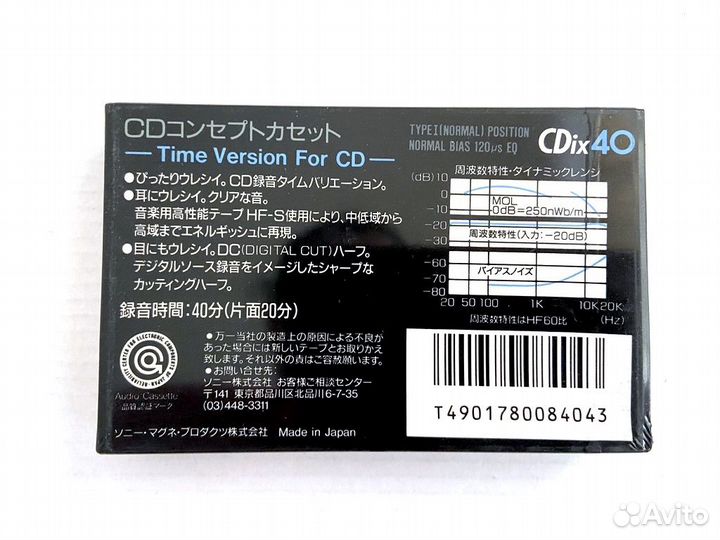 CDコンセプトカセット
Time Version For CD
●ぴったりウレシイ。CD録音タイムバリエーション。
●耳にウレシイ。クリアな音。
音楽用高性能テープHF-S使用により、中低域から
高域までエネルギッシュに再現。
●目にもウレシイ。DC(DIGITAL CUT)ハーフ。
デジタルソース録音をイメージしたシャープな
カッティングハーフ。
録音時間:40分(片面20分)
TYPE I(NORMAL) POSITION
NORMAL BIAS 120μs EQ
CDix40
周波数特性・ダイナミックレンジ
(dB) 10
0
-10
-20
-30
-60
-70
-80
MOL
0dB=250nWb/m
周波数特性(入力:-20dB)
バイアスノイズ
20 50 100 1K 10K 20K
周波数特性はHF60比 (Hz)
●万一当社の製造上の原因による不良が
あった場合には新しいテープとお取りかえ
致します。それ以外の責はご容赦願います。
●お問い合せ先:
ソニー株式会社 お客様ご相談センター
〒141 東京都品川区北品川6-7-35
(03)448-3311
Audio Cassette
品質認証マーク
T4901780084043
ソニー・マグネ・プロダクツ株式会社 Made in Japan
Avito